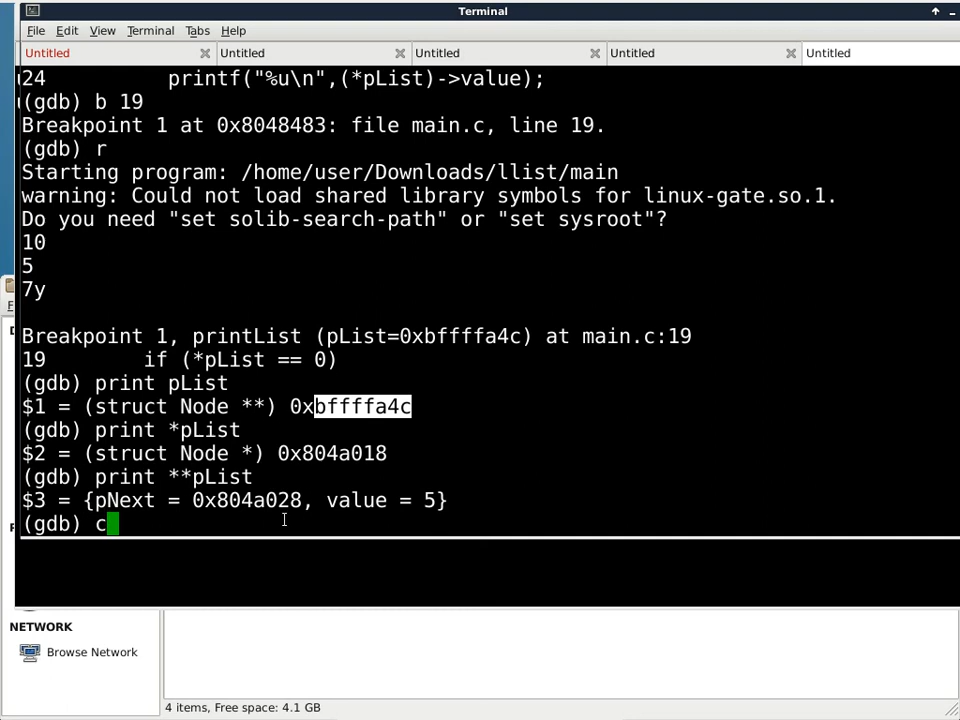 Terminal
File Edit View Terminal Tabs Help
Untitled Untitled Untitled Untitled Untitled
24 printf("%u\n",(*pList)->value);
(gdb) b 19
Breakpoint 1 at 0x8048483: file main.c, line 19.
(gdb) r
Starting program: /home/user/Downloads/llist/main
warning: Could not load shared library symbols for linux-gate.so.1.
Do you need "set solib-search-path" or "set sysroot"?
10
5
7y
Breakpoint 1, printList (pList=0xbffffa4c) at main.c:19
19 if (*pList == 0)
(gdb) print pList
$1 = (struct Node **) 0xbffffa4c
(gdb) print *pList
$2 = (struct Node *) 0x804a018
(gdb) print **pList
$3 = {pNext = 0x804a028, value = 5}
(gdb) c
NETWORK
Browse Network
4 items, Free space: 4.1 GB